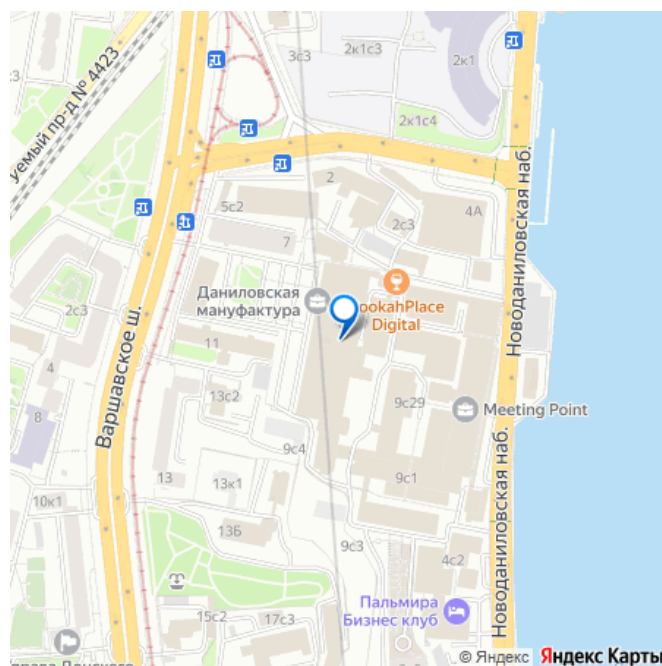 3с3
2к1с3
2к1
уемый пр-д № 4423
2к1с4
Новоданиловская наб.
2
5с2
4А
7
2с3
Даниловская
мануфактура
ookahPlace
Digital
2с3
11
4
Варшавское ш.
13с2
8
9с29
Meeting Point
9с4
9с1
13
13к1
10к1
13Б
Новоданиловская наб.
9с3
4с2
15с2
17с3
Пальмира
Бизнес клуб
© Яндекс Яндекс Карты